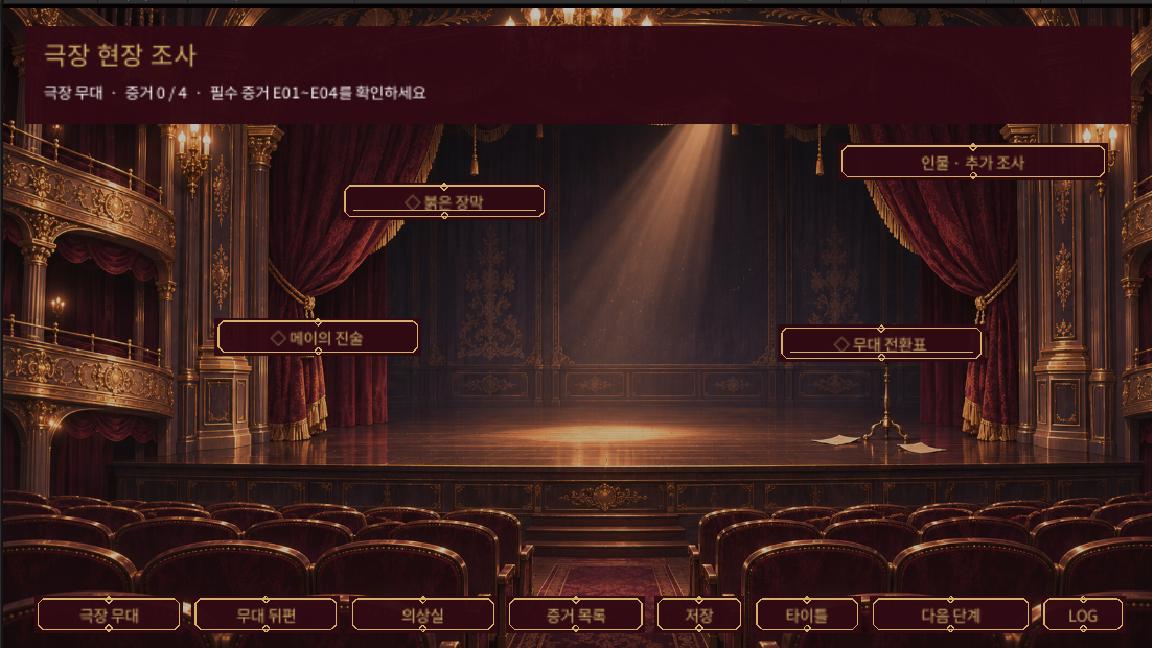 극장 현장 조사
극장 무대 · 증거 0 / 4 · 필수 증거 E01~E04를 확인하세요
인물 · 추가 조사
◇ 붉은 장막
◇ 메이의 진술
◇ 무대 전환표
극장 무대
무대 뒤편
의상실
증거 목록
저장
타이틀
다음 단계
LOG